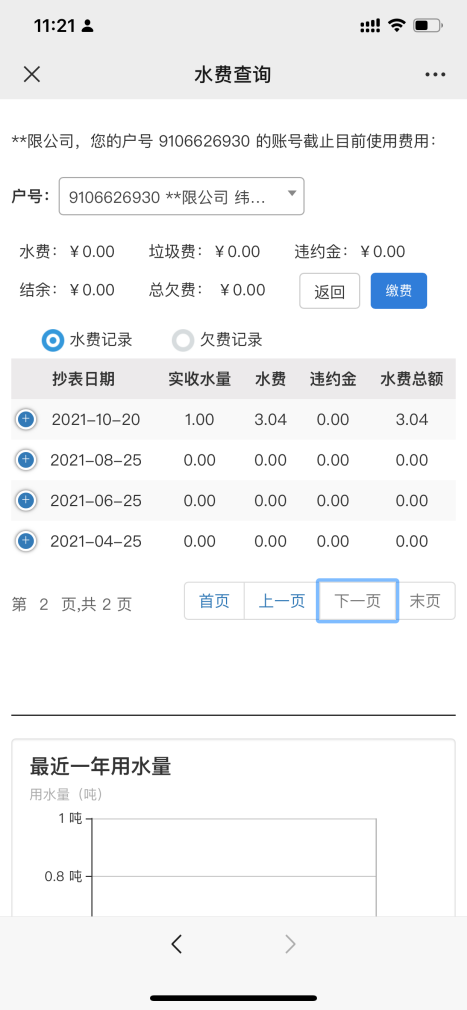 11:21
水费查询
**限公司，您的户号 9106626930 的账号截止目前使用费用：
户号： 9106626930 **限公司 纬...
水费：￥0.00 垃圾费：￥0.00 违约金：￥0.00
结余：￥0.00 总欠费：￥0.00 返回 缴费
水费记录 欠费记录
抄表日期 实收水量 水费 违约金 水费总额
2021-10-20 1.00 3.04 0.00 3.04
2021-08-25 0.00 0.00 0.00 0.00
2021-06-25 0.00 0.00 0.00 0.00
2021-04-25 0.00 0.00 0.00 0.00
第 2 页,共 2 页 首页 上一页 下一页 末页
最近一年用水量
用水量（吨）
1 吨
0.8 吨